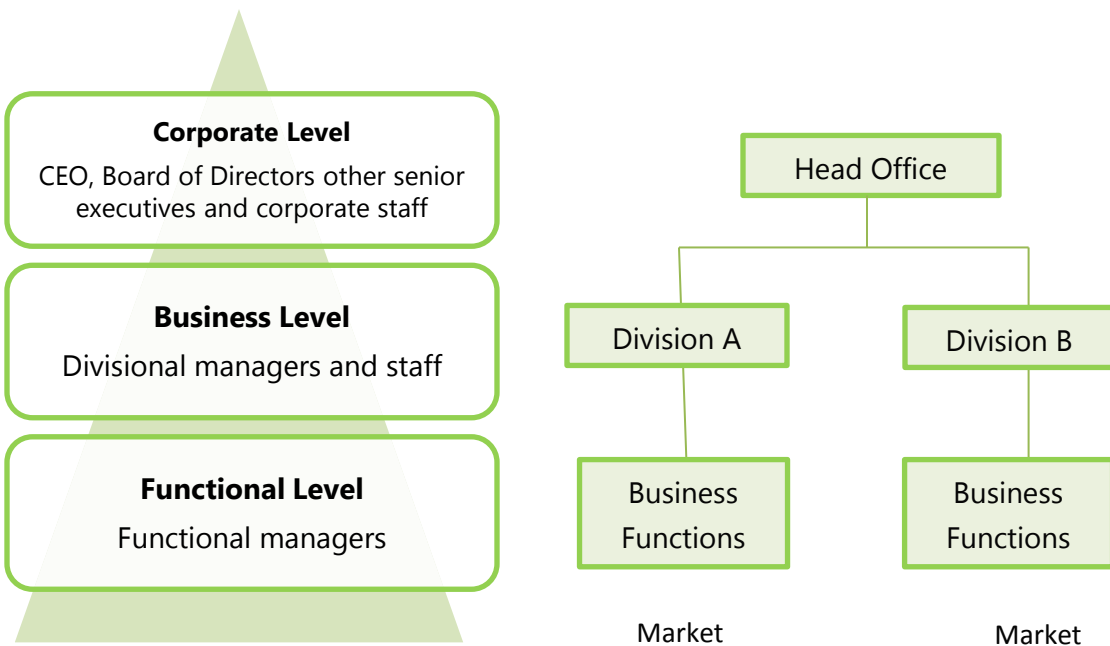 Corporate Level
CEO, Board of Directors other senior
executives and corporate staff
Business Level
Divisional managers and staff
Functional Level
Functional managers
Head Office
Division A
Division B
Business
Functions
Business
Functions
Market
Market